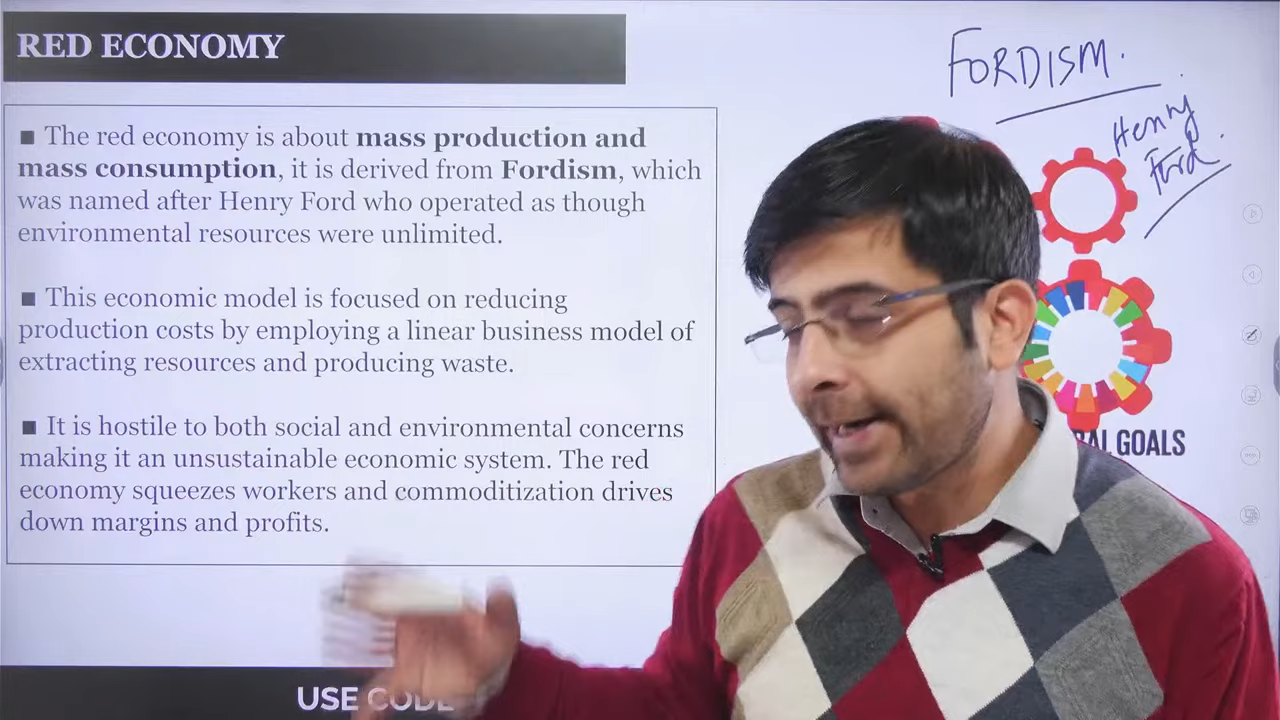 RED ECONOMY
FORDISM.
Henry
Ford.
■ The red economy is about mass production and
mass consumption, it is derived from Fordism, which
was named after Henry Ford who operated as though
environmental resources were unlimited.
■ This economic model is focused on reducing
production costs by employing a linear business model of
extracting resources and producing waste.
■ It is hostile to both social and environmental concerns
making it an unsustainable economic system. The red
economy squeezes workers and commoditization drives
down margins and profits.
GOALS
USE CODE